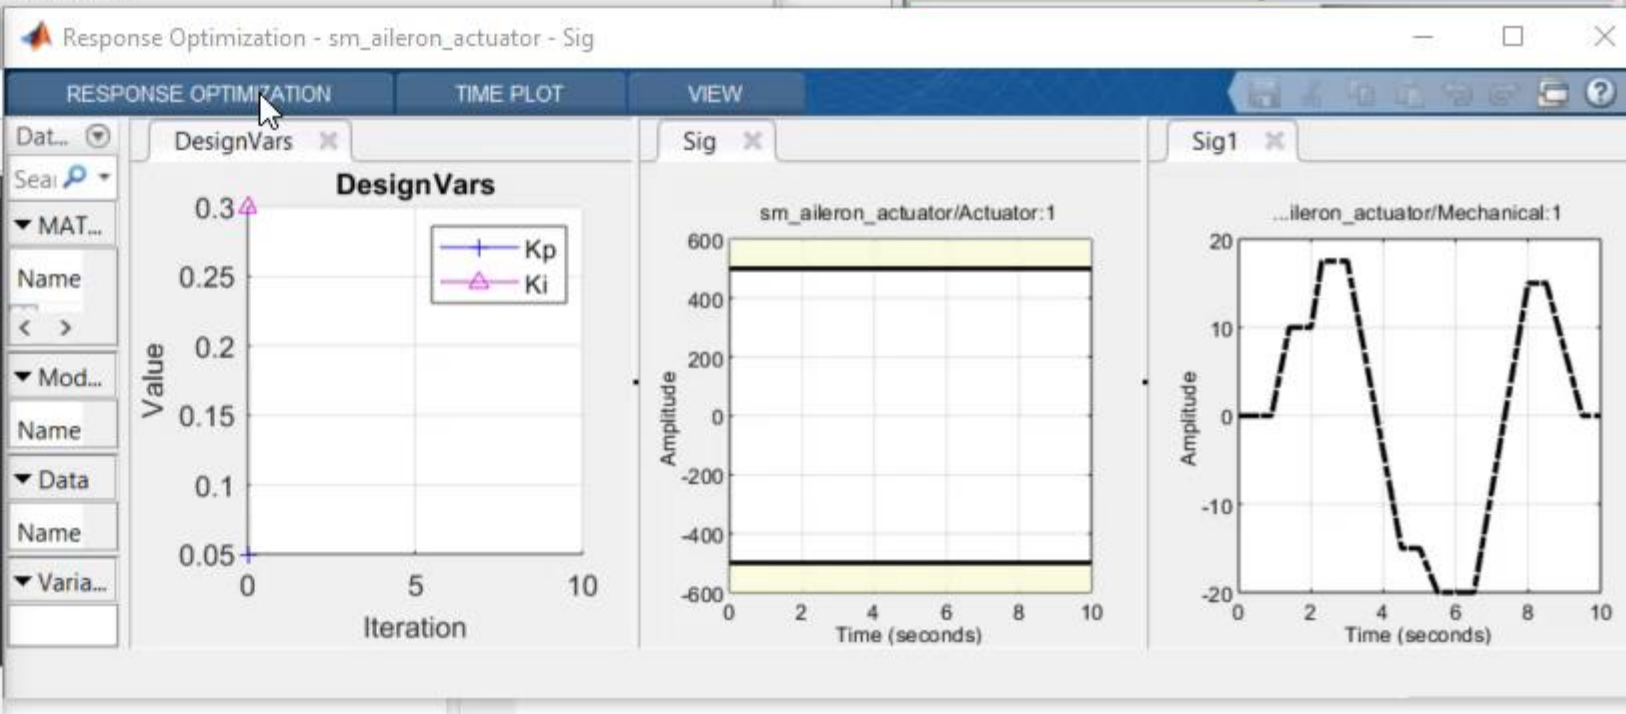 Response Optimization - sm_aileron_actuator - Sig
RESPONSE OPTIMIZATION
TIME PLOT
VIEW
Dat...
MAT...
Name
Mod...
Name
Data
Name
Varia...
DesignVars
DesignVars
0.3
0.25
0.2
0.15
0.1
0.05
Value
Kp
Ki
0 5 10
Iteration
Sig
sm_aileron_actuator/Actuator:1
600
400
200
0
-200
-400
-600
Amplitude
0 2 4 6 8 10
Time (seconds)
Sig1
...ileron_actuator/Mechanical:1
20
10
0
-10
-20
Amplitude
0 2 4 6 8 10
Time (seconds)